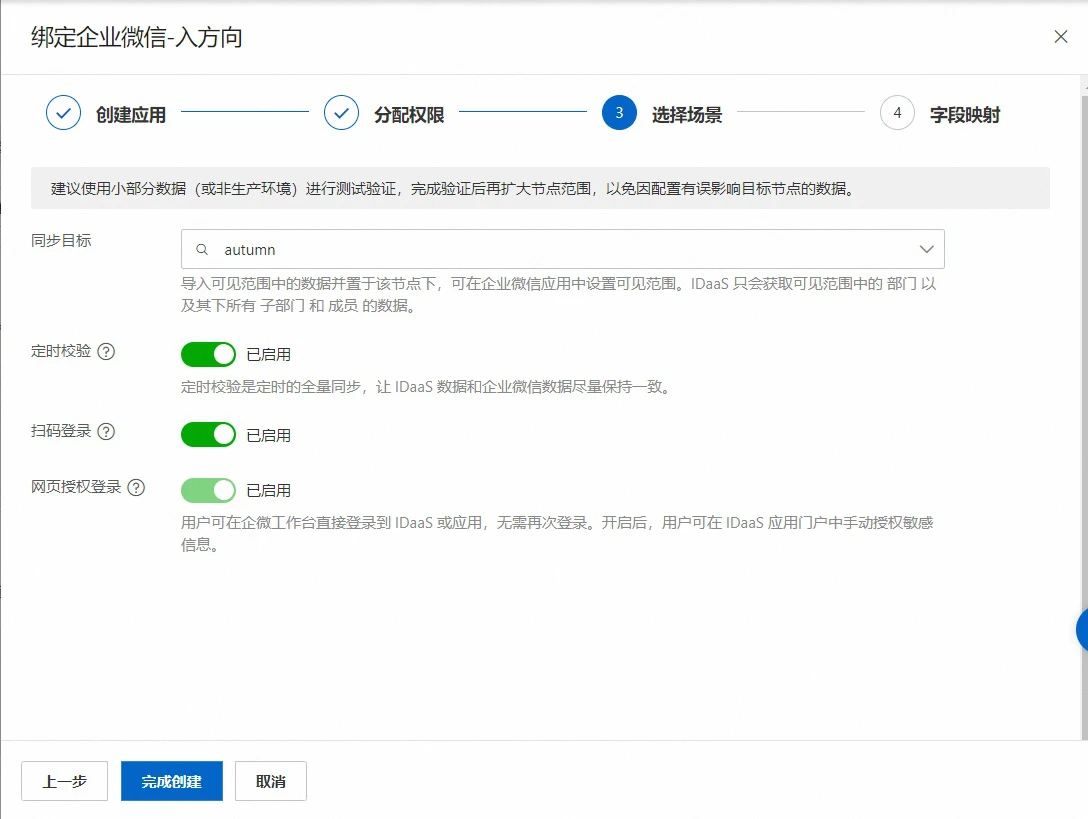 绑定企业微信-入方向
创建应用
分配权限
3
选择场景
4
字段映射
建议使用小部分数据（或非生产环境）进行测试验证，完成验证后再扩大节点范围，以免因配置有误影响目标节点的数据。
同步目标
autumn
导入可见范围中的数据并置于该节点下，可在企业微信应用中设置可见范围。IDaaS 只会获取可见范围中的 部门 以
及其下所有 子部门 和 成员 的数据。
定时校验 ?
已启用
定时校验是定时的全量同步，让 IDaaS 数据和企业微信数据尽量保持一致。
扫码登录 ?
已启用
网页授权登录 ?
已启用
用户可在企微工作台直接登录到 IDaaS 或应用，无需再次登录。开启后，用户可在 IDaaS 应用门户中手动授权敏感
信息。
上一步
完成创建
取消